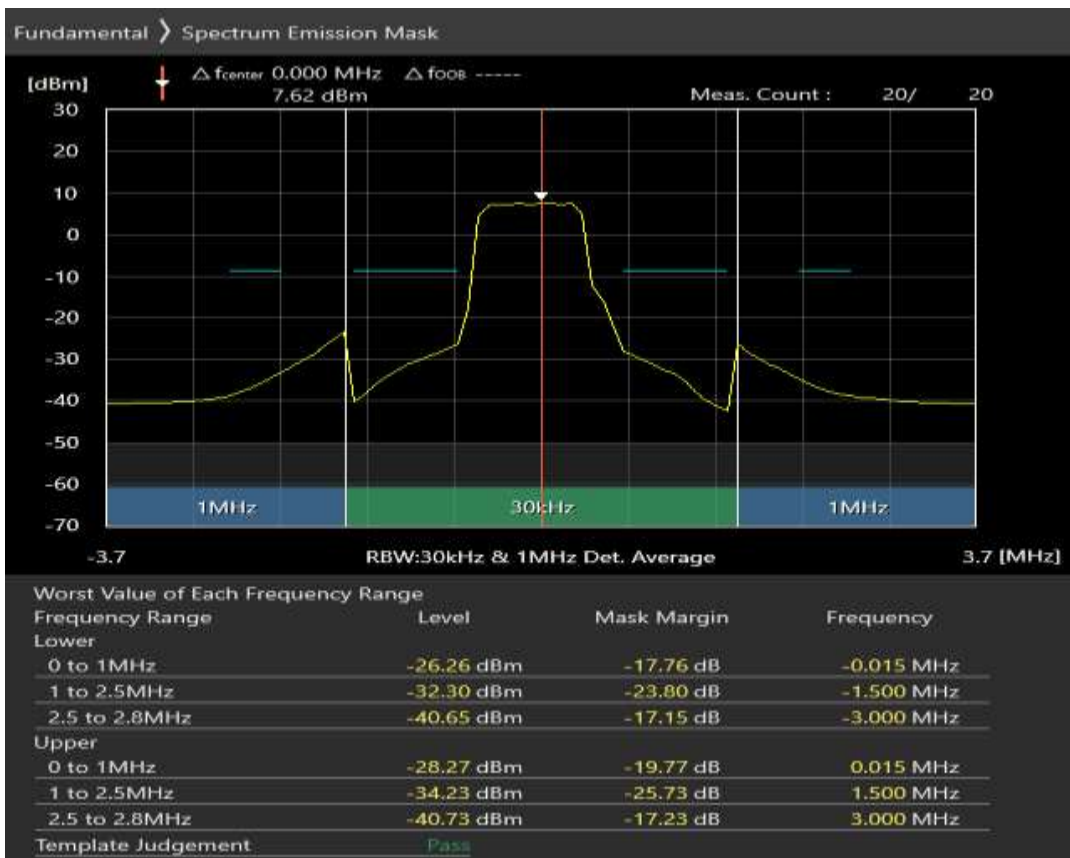 Fundamental ❯ Spectrum Emission Mask
[dBm] △ fcenter 0.000 MHz △ fOOB -----
7.62 dBm Meas. Count : 20/ 20
30
20
10
0
-10
-20
-30
-40
-50
-60
-70
1MHz 30kHz 1MHz
-3.7 RBW:30kHz & 1MHz Det. Average 3.7 [MHz]
Worst Value of Each Frequency Range
Frequency Range Level Mask Margin Frequency
Lower
0 to 1MHz -26.26 dBm -17.76 dB -0.015 MHz
1 to 2.5MHz -32.30 dBm -23.80 dB -1.500 MHz
2.5 to 2.8MHz -40.65 dBm -17.15 dB -3.000 MHz
Upper
0 to 1MHz -28.27 dBm -19.77 dB 0.015 MHz
1 to 2.5MHz -34.23 dBm -25.73 dB 1.500 MHz
2.5 to 2.8MHz -40.73 dBm -17.23 dB 3.000 MHz
Template Judgement Pass